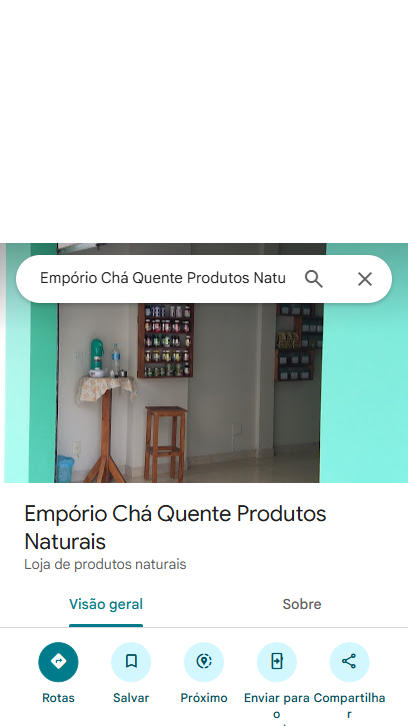 Empório Chá Quente Produtos Natu
Empório Chá Quente Produtos
Naturais
Loja de produtos naturais
Visão geral
Sobre
Rotas
Salvar
Próximo
Enviar para
o
Compartilha
r